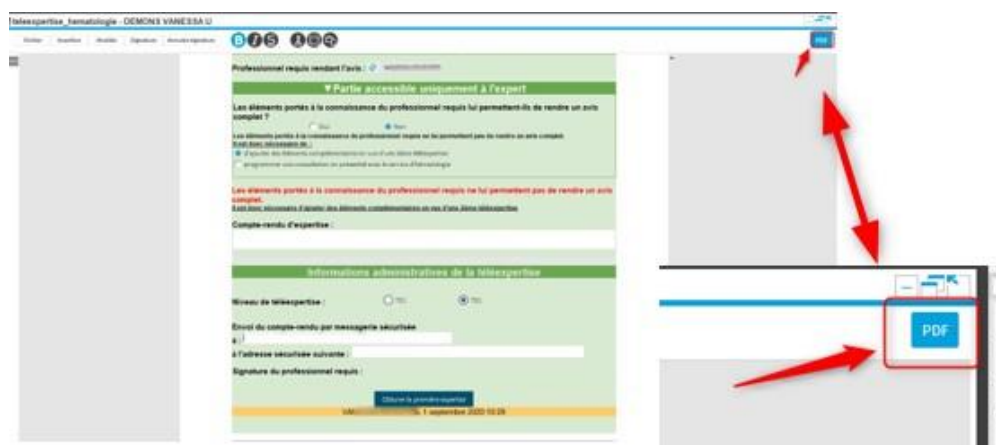 teleexpertise_hematologie - DEMONS VANESSA U
PDF
Professionnel requis rendant l'avis :
▼Partie accessible uniquement à l'expert
Les éléments portés à la connaissance du professionnel requis lui permettent-ils de rendre un avis
complet ?
Oui Non
Les éléments portés à la connaissance du professionnel requis ne lui permettent pas de rendre un avis complet.
Il est donc nécessaire de :
d'ajouter des éléments complémentaires en vue d'une 2ème téléexpertise
programmer une consultation en présentiel avec le service d'hématologie
Les éléments portés à la connaissance du professionnel requis ne lui permettent pas de rendre un avis
complet.
Il est donc nécessaire d'ajouter des éléments complémentaires en vue d'une 2ème téléexpertise
Compte-rendu d'expertise :
Informations administratives de la téléexpertise
Niveau de téléexpertise :
Envoi du compte-rendu par messagerie sécurisée
à :
à l'adresse sécurisée suivante :
Signature du professionnel requis :
Clôturer la première expertise
1 septembre 2020
PDF